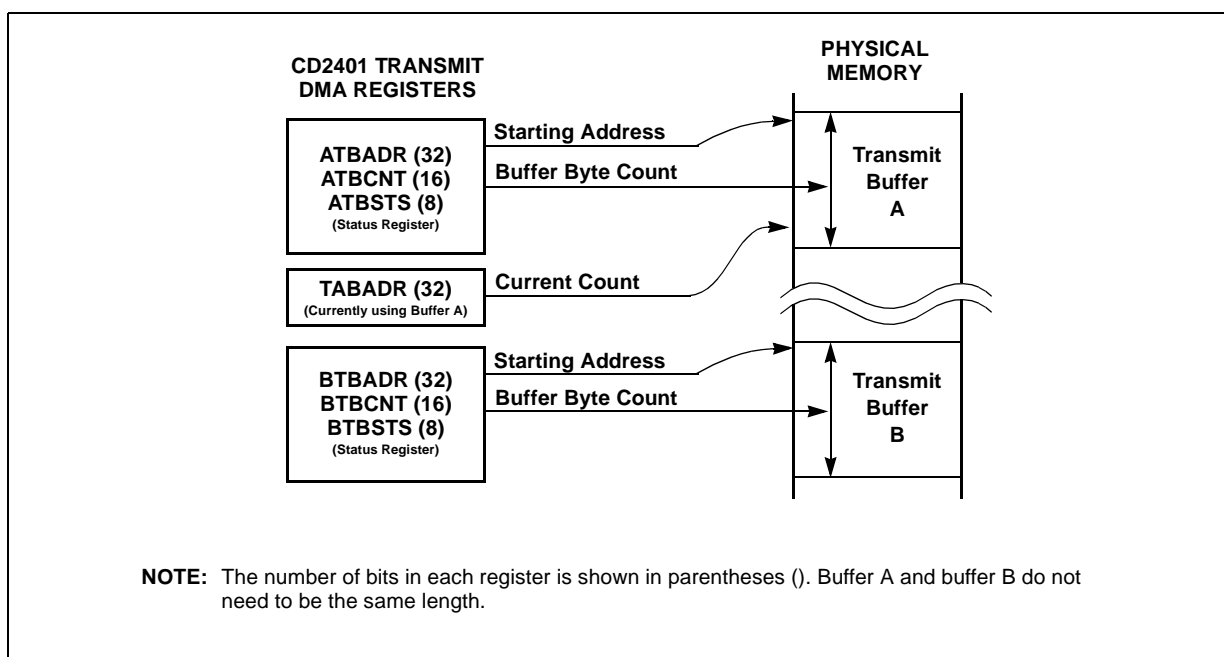 CD2401 TRANSMIT
DMA REGISTERS
PHYSICAL
MEMORY
ATBADR (32)
ATBCNT (16)
ATBSTS (8)
(Status Register)
Starting Address
Buffer Byte Count
Transmit
Buffer
A
TABADR (32)
(Currently using Buffer A)
Current Count
BTBADR (32)
BTBCNT (16)
BTBSTS (8)
(Status Register)
Starting Address
Buffer Byte Count
Transmit
Buffer
B
NOTE: The number of bits in each register is shown in parentheses (). Buffer A and buffer B do not
need to be the same length.